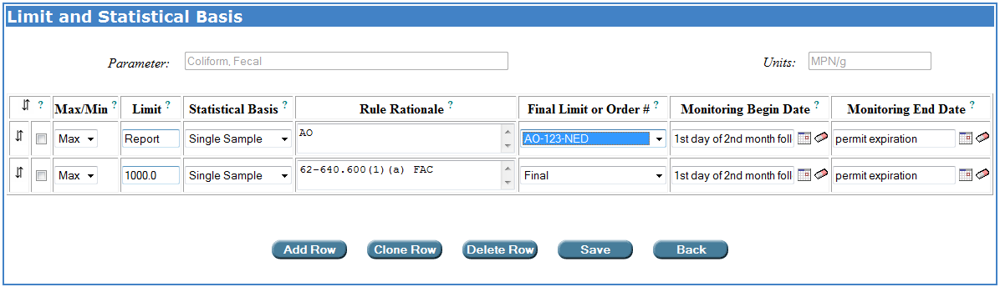 Limit and Statistical Basis
Parameter: Coliform, Fecal Units: MPN/g
? Max/Min ? Limit ? Statistical Basis ? Rule Rationale ? Final Limit or Order # ? Monitoring Begin Date ? Monitoring End Date ?
Max Report Single Sample AO AO-123-NED 1st day of 2nd month foll permit expiration
Max 1000.0 Single Sample 62-640.600(1)(a) FAC Final 1st day of 2nd month foll permit expiration
Add Row Clone Row Delete Row Save Back